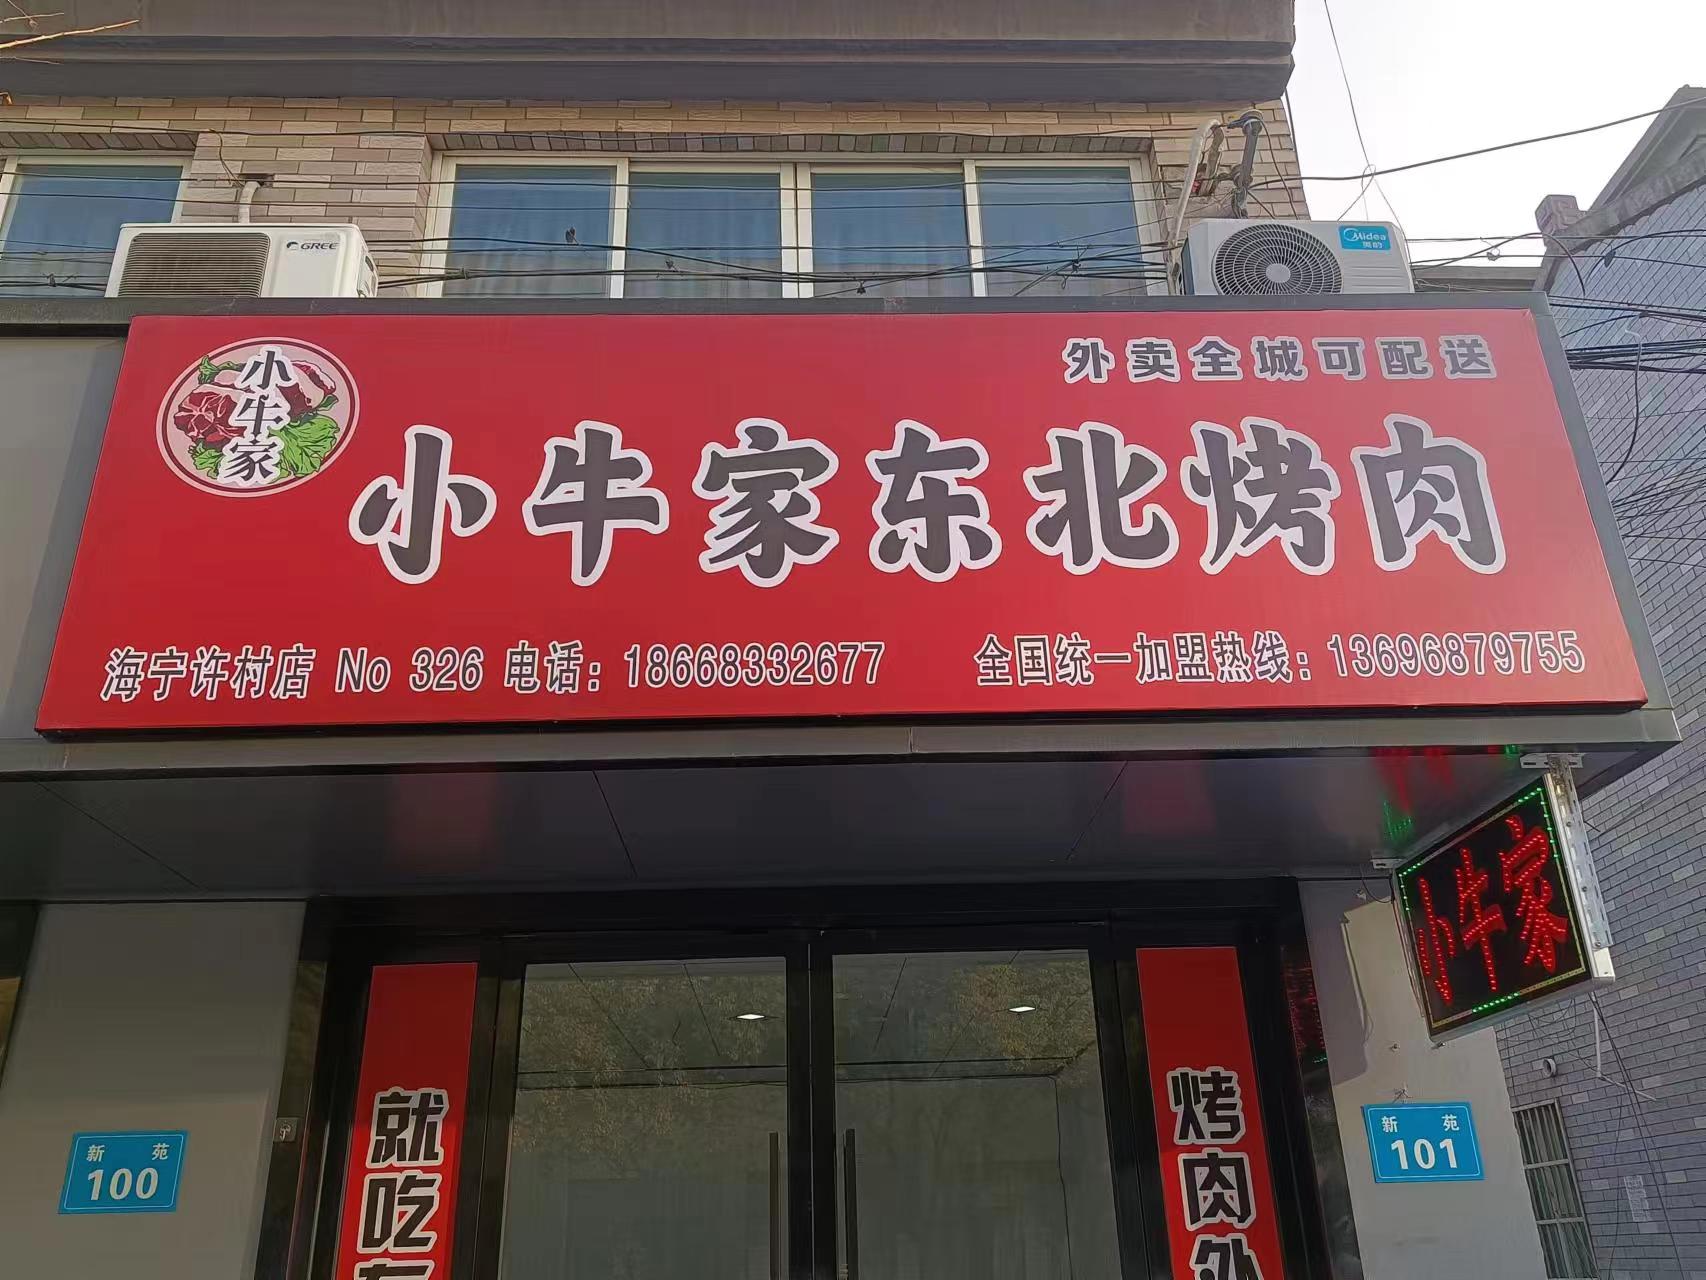 GREE
Midea
美的
外卖全城可配送
小牛家
小牛家东北烤肉
海宁许村店 No 326 电话：18668332677
全国统一加盟热线：13696879755
小牛家
就吃
烤肉外
新苑
100
新苑
101